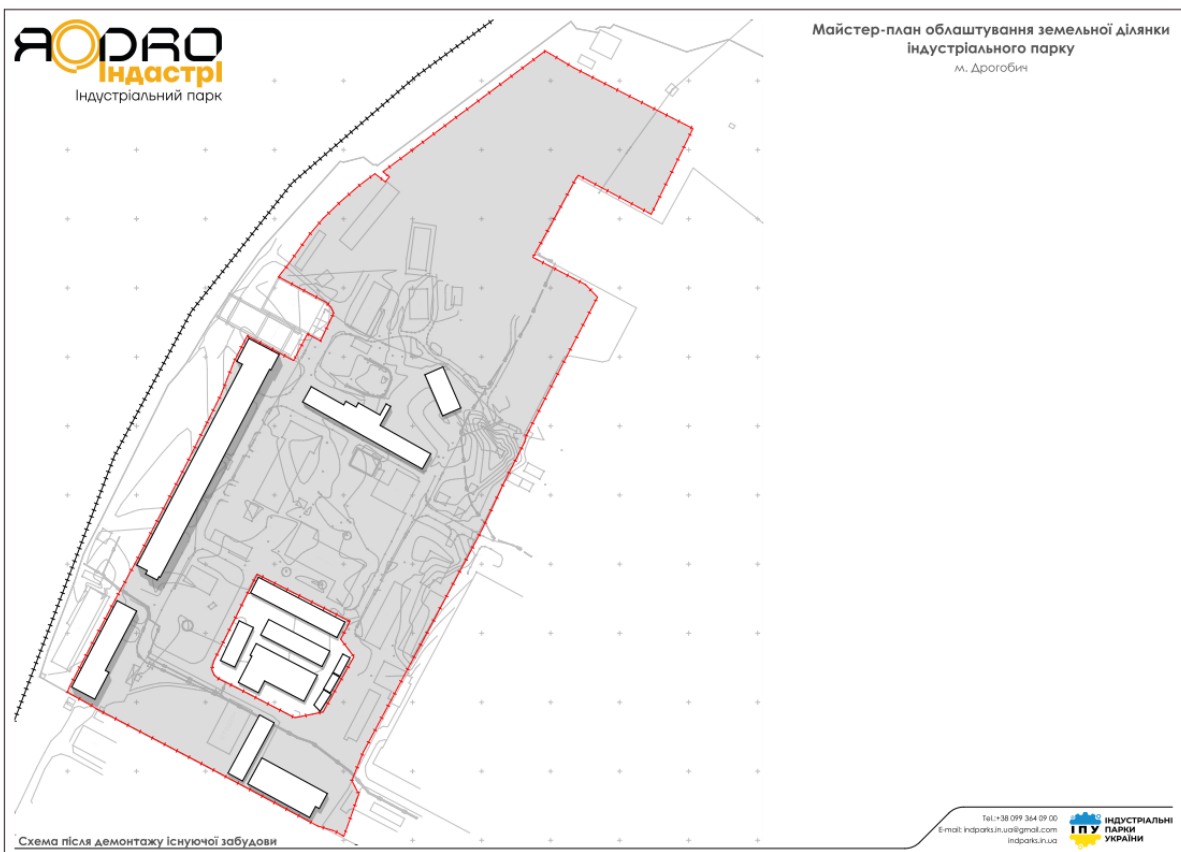 ЯDRO
Індастрі
Індустріальний парк
Майстер-план облаштування земельної ділянки
індустріального парку
м. Дрогобич
Схема після демонтажу існуючої забудови
Tel.:+38 099 364 09 00
E-mail: indparks.in.ua@gmail.com
indparks.in.ua
ІПУ
ІНДУСТРІАЛЬНІ
ПАРКИ
УКРАЇНИ